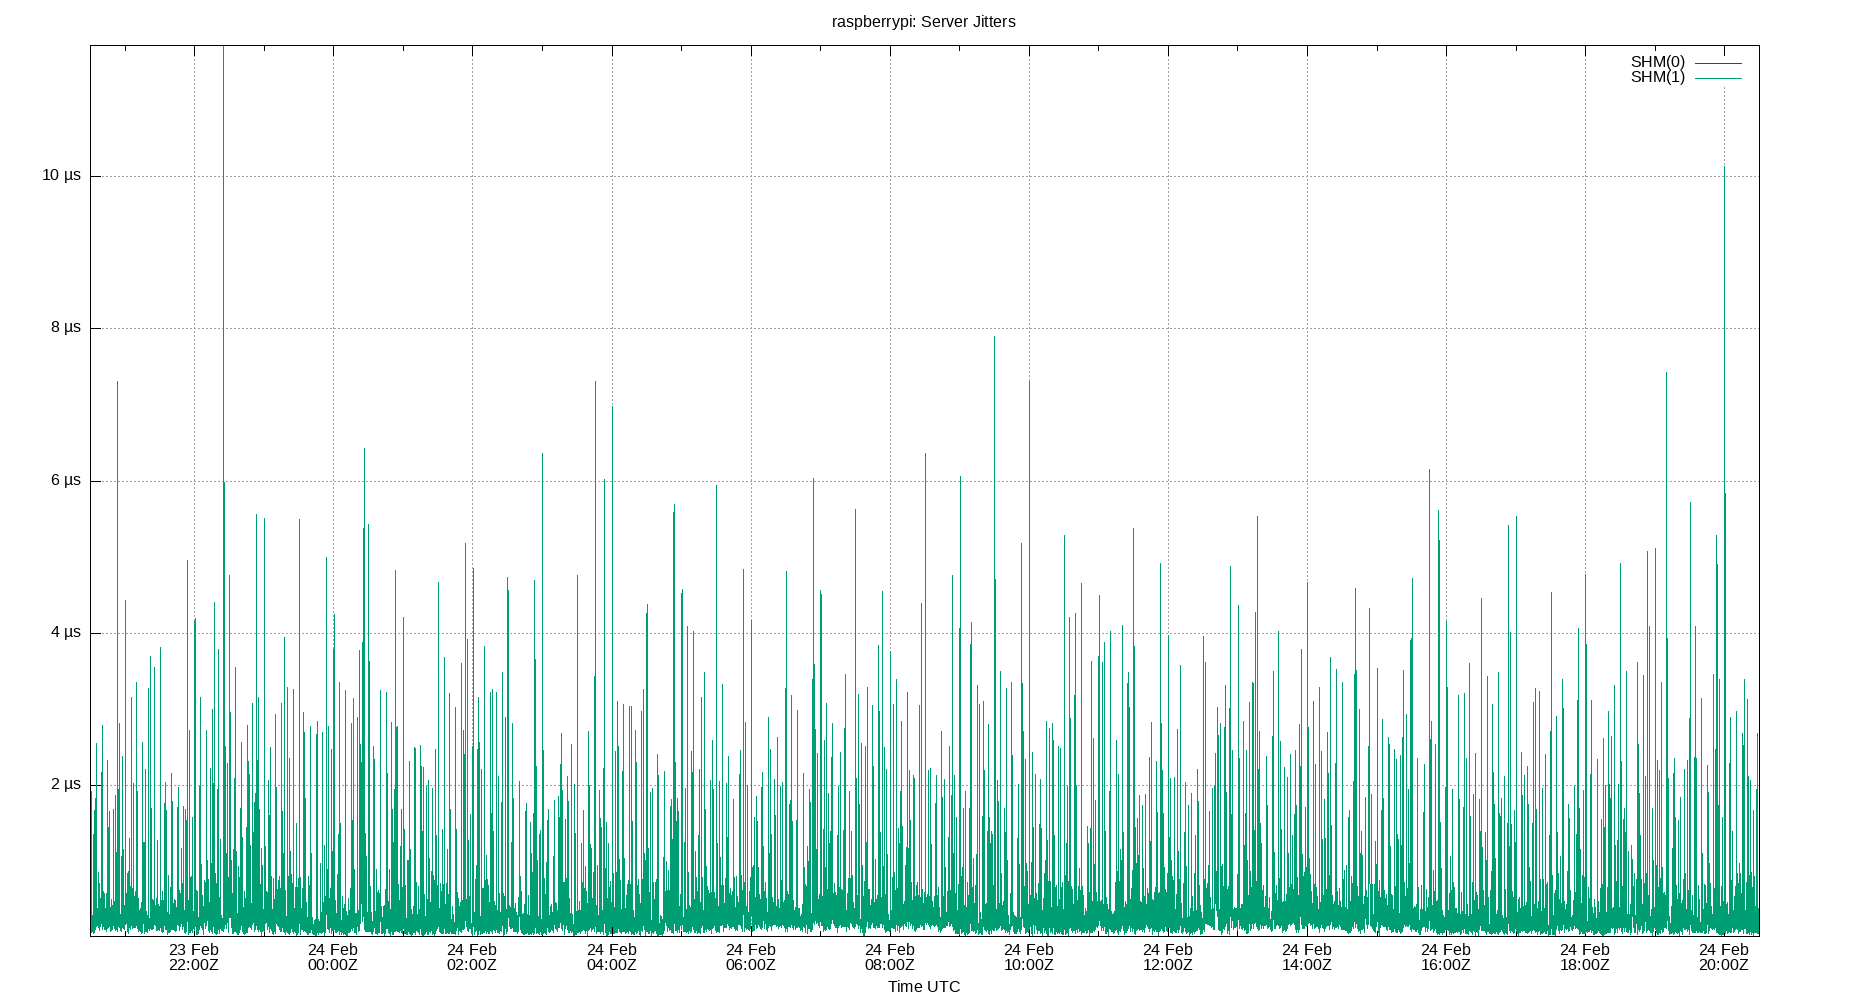 raspberrypi: Server Jitters
SHM(0)
SHM(1)
10 µs
8 µs
6 µs
4 µs
2 µs
23 Feb 24 Feb 24 Feb 24 Feb 24 Feb 24 Feb 24 Feb 24 Feb 24 Feb 24 Feb 24 Feb 24 Feb
22:00Z 00:00Z 02:00Z 04:00Z 06:00Z 08:00Z 10:00Z 12:00Z 14:00Z 16:00Z 18:00Z 20:00Z
Time UTC